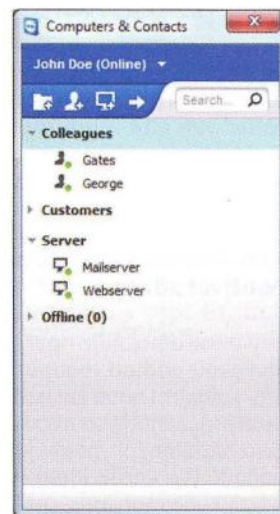 Computers & Contacts
John Doe (Online)
Search...
Colleagues
Gates
George
Customers
Server
Mailserver
Webserver
Offline (0)